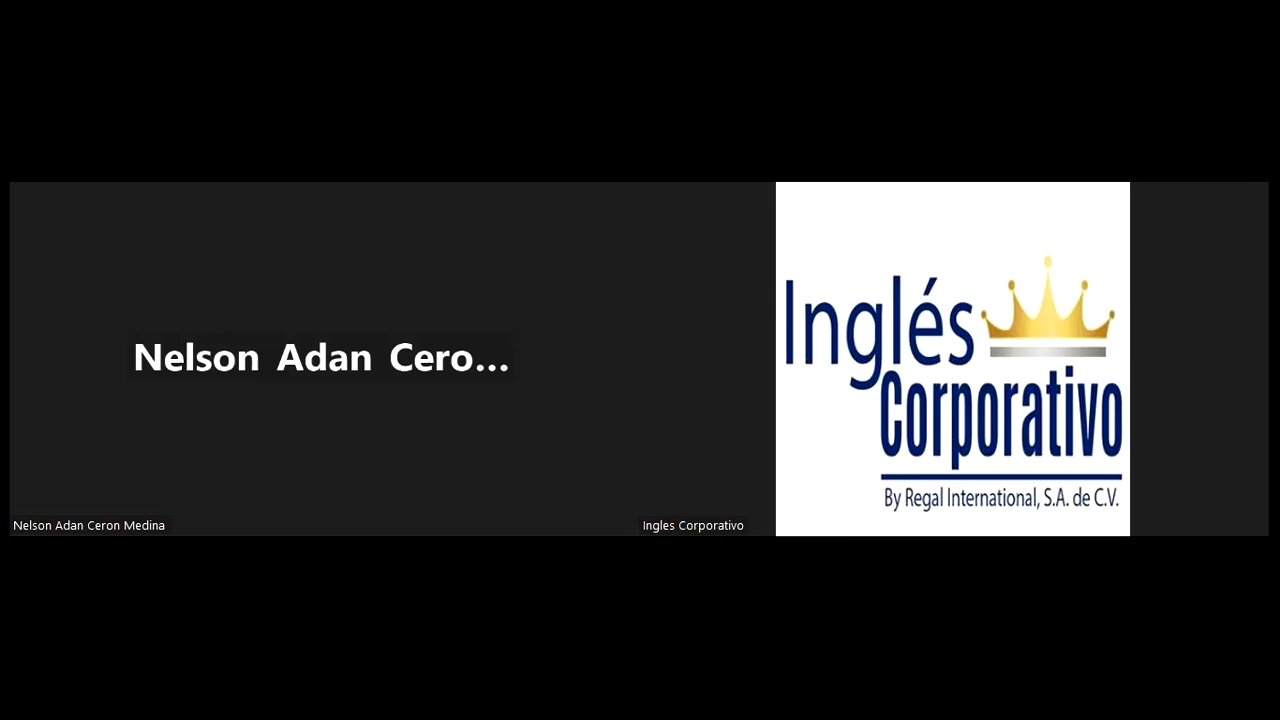 Nelson Adan Cero...
Nelson Adan Ceron Medina
Inglés
Corporativo
By Regal International, S.A. de C.V.
Ingles Corporativo